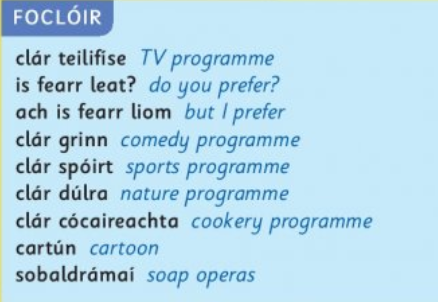 FOCLÓIR
clár teilifíse TV programme
is fearr leat? do you prefer?
ach is fearr liom but I prefer
clár grinn comedy programme
clár spóirt sports programme
clár dúlra nature programme
clár cócaireachta cookery programme
cartún cartoon
sobaldrámaí soap operas